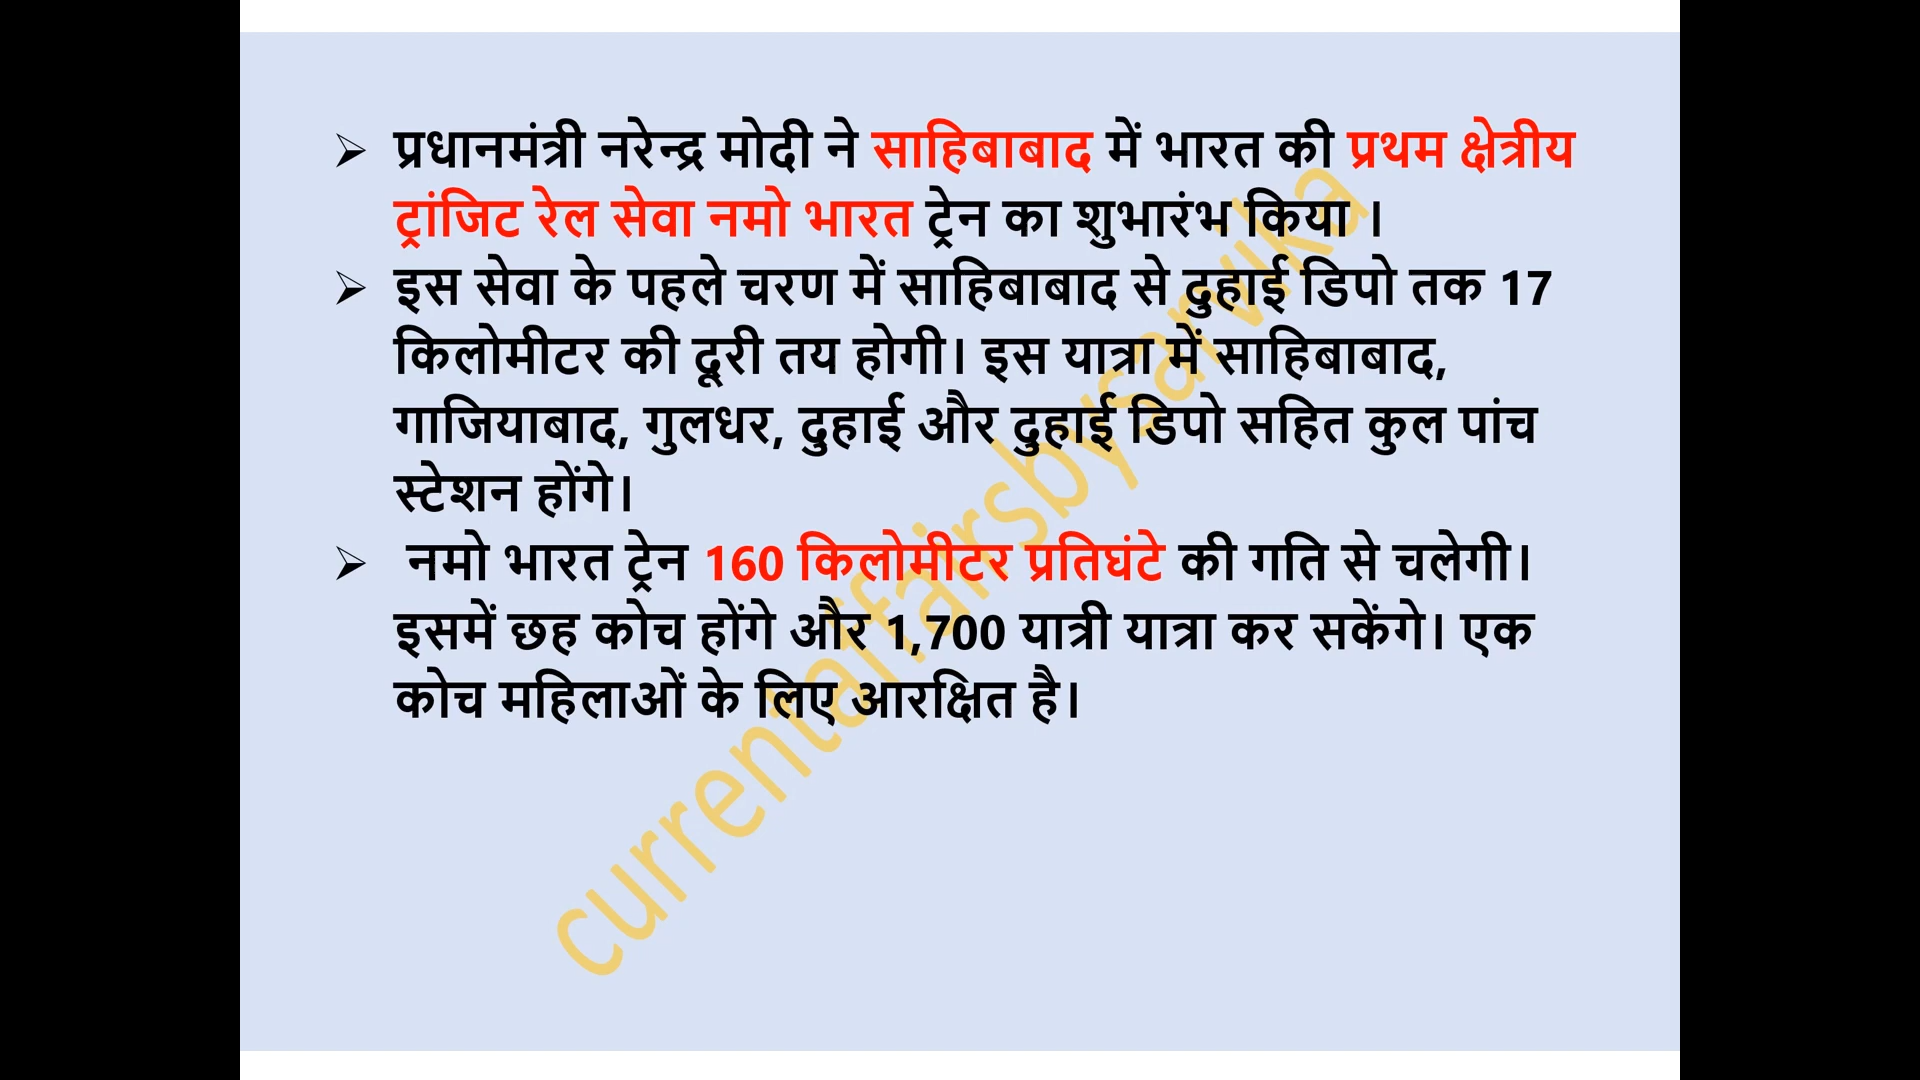 ➢ प्रधानमंत्री नरेन्द्र मोदी ने साहिबाबाद में भारत की प्रथम क्षेत्रीय
ट्रांजिट रेल सेवा नमो भारत ट्रेन का शुभारंभ किया ।
➢ इस सेवा के पहले चरण में साहिबाबाद से दुहाई डिपो तक 17
किलोमीटर की दूरी तय होगी। इस यात्रा में साहिबाबाद,
गाजियाबाद, गुलधर, दुहाई और दुहाई डिपो सहित कुल पांच
स्टेशन होंगे।
➢ नमो भारत ट्रेन 160 किलोमीटर प्रतिघंटे की गति से चलेगी।
इसमें छह कोच होंगे और 1,700 यात्री यात्रा कर सकेंगे। एक
कोच महिलाओं के लिए आरक्षित है।
currentaffairsbysarvika